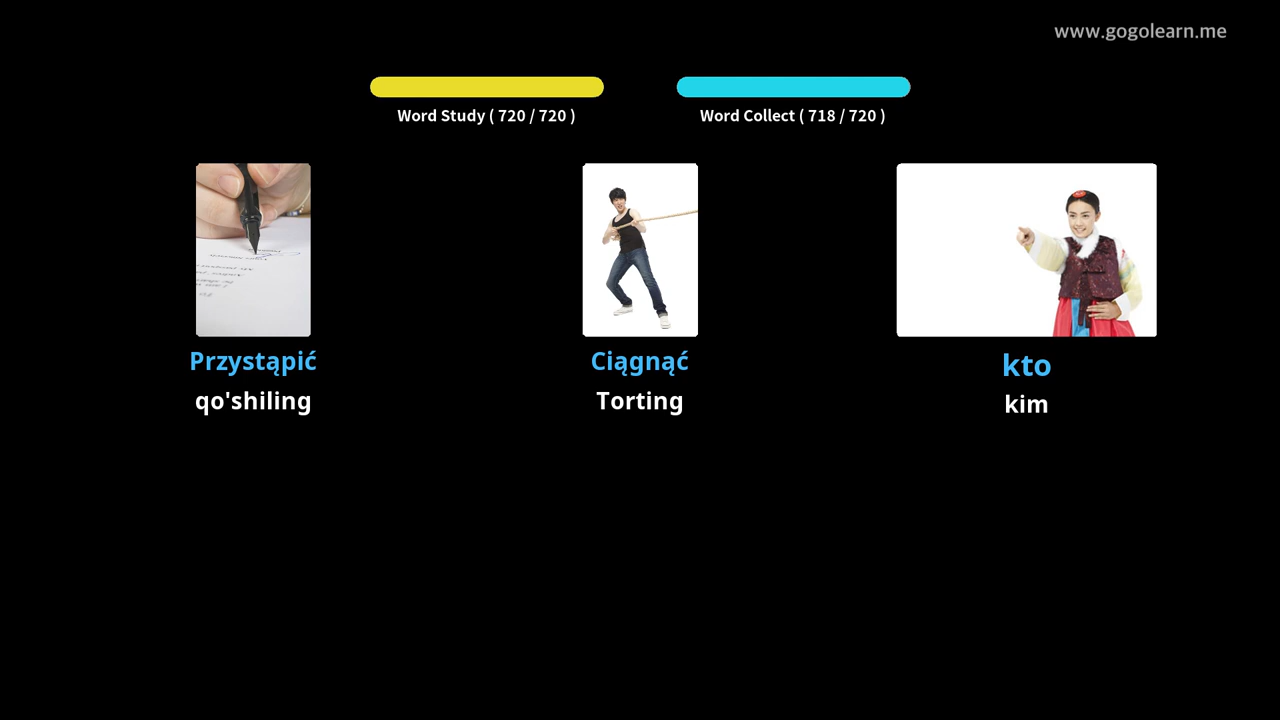 www.gogolearn.me
Word Study ( 720 / 720 )
Word Collect ( 718 / 720 )
Przystąpić
Ciągnąć
kto
qo'shiling
Torting
kim